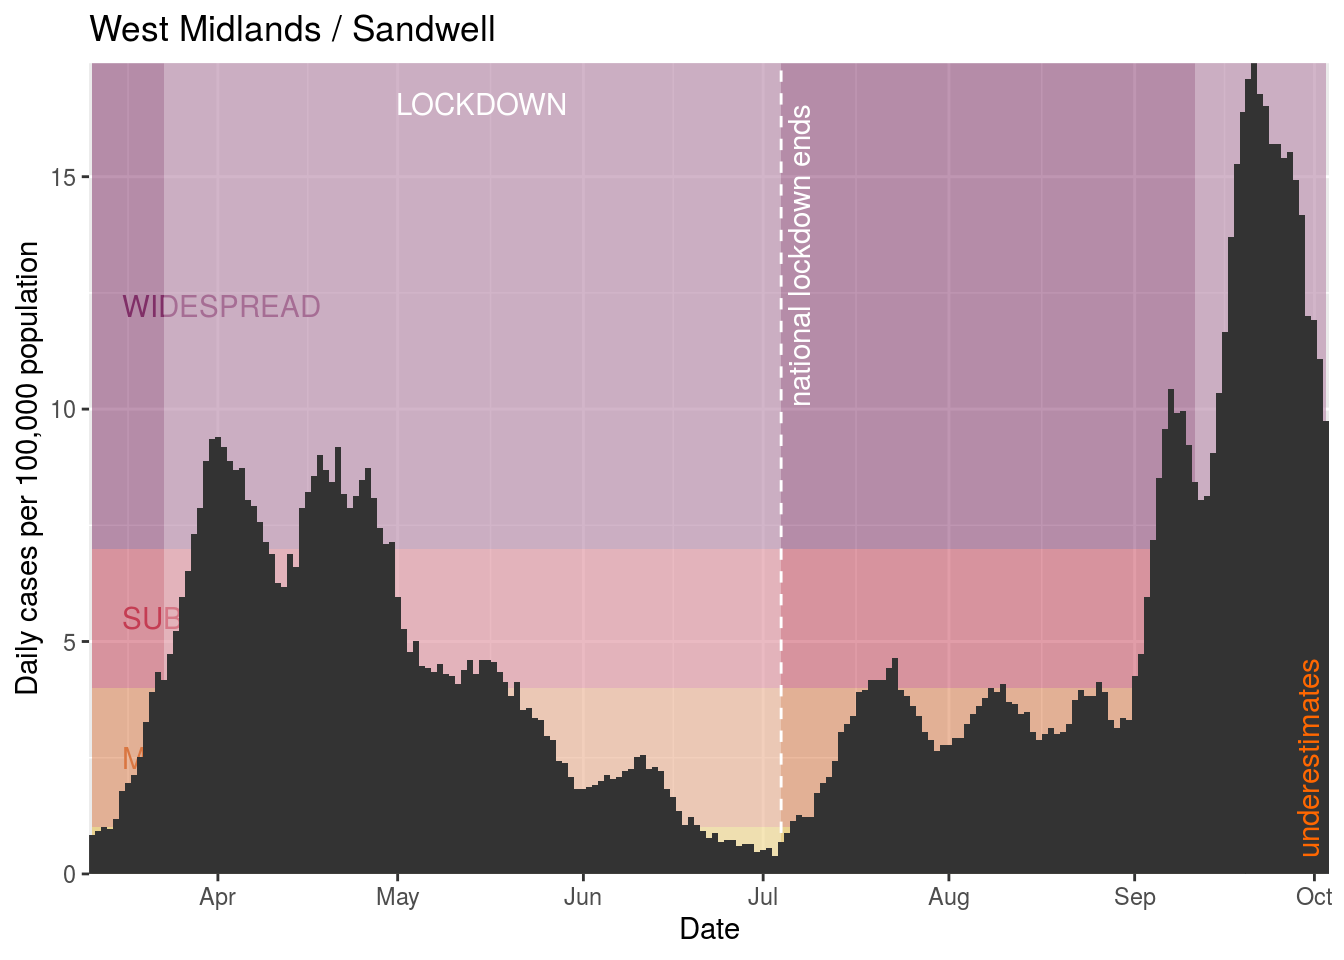 West Midlands / Sandwell
LOCKDOWN
national lockdown ends
WIDESPREAD
SUB
M
underestimates
15
10
5
0
Daily cases per 100,000 population
Apr May Jun Jul Aug Sep Oct
Date